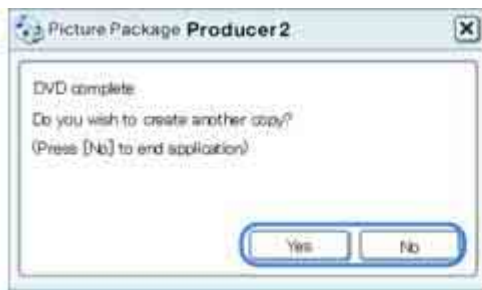 Picture Package Producer2
DVD complete
Do you wish to create another copy?
(Press [No] to end application)
Yes No